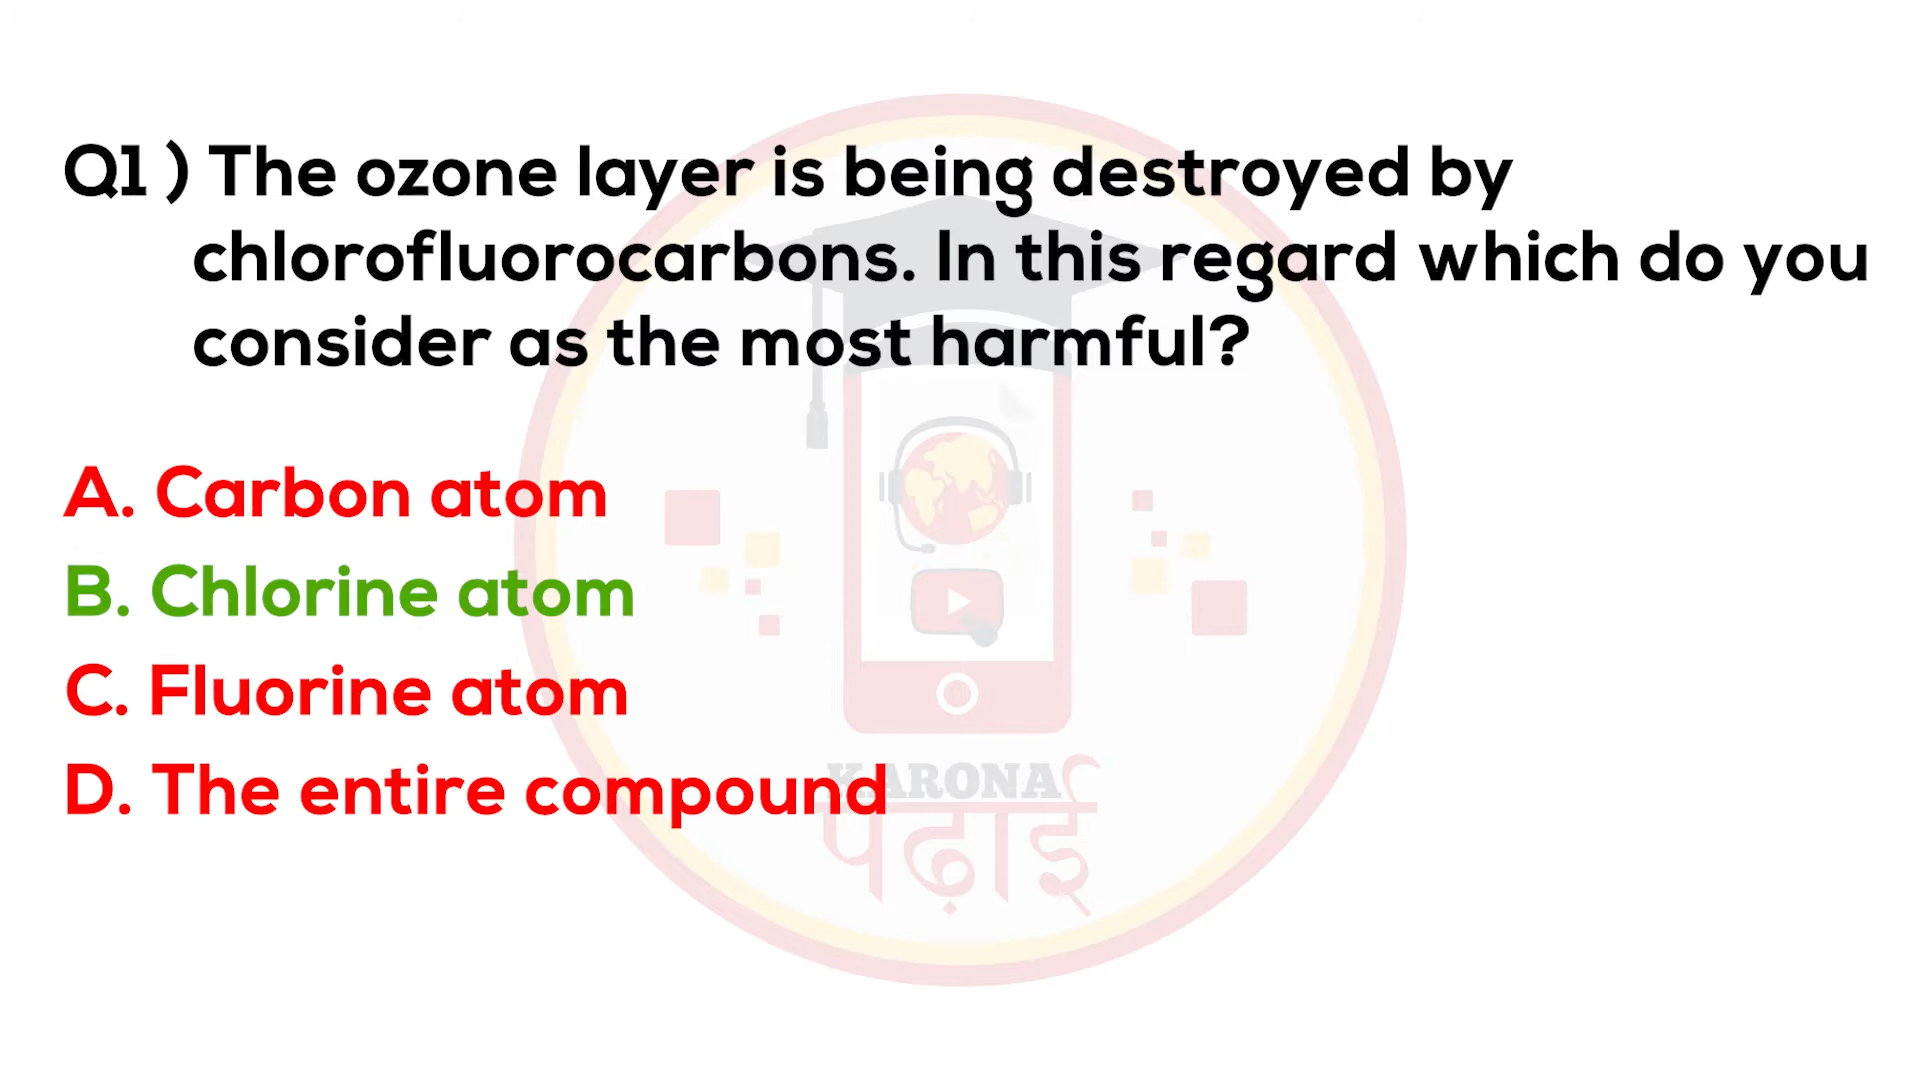 Q1 ) The ozone layer is being destroyed by
chlorofluorocarbons. In this regard which do you
consider as the most harmful?
A. Carbon atom
B. Chlorine atom
C. Fluorine atom
D. The entire compound
KARONA
पढ़ाई